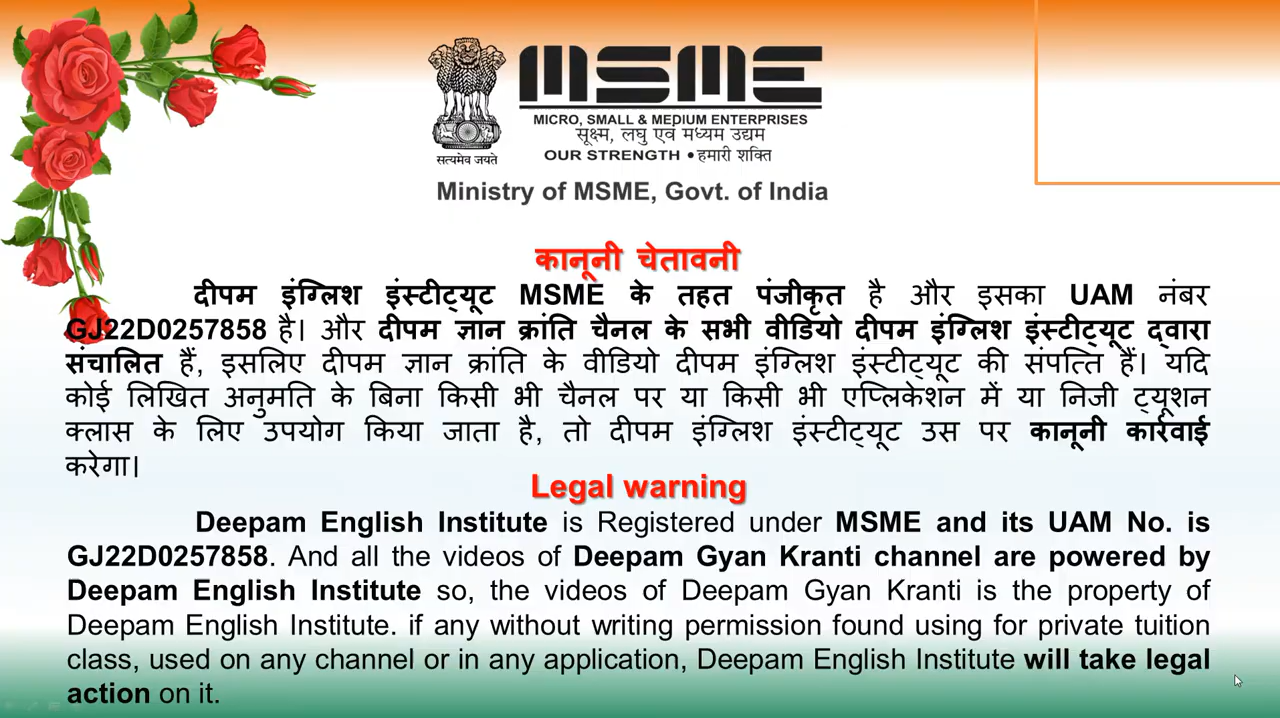 MSME
MICRO, SMALL & MEDIUM ENTERPRISES
सूक्ष्म, लघु एवं मध्यम उद्यम
सत्यमेव जयते
OUR STRENGTH • हमारी शक्ति
Ministry of MSME, Govt. of India
कानूनी चेतावनी
दीपम इंग्लिश इंस्टीट्यूट MSME के तहत पंजीकृत है और इसका UAM नंबर
GJ22D0257858 है। और दीपम ज्ञान क्रांति चैनल के सभी वीडियो दीपम इंग्लिश इंस्टीट्यूट द्वारा
संचालित हैं, इसलिए दीपम ज्ञान क्रांति के वीडियो दीपम इंग्लिश इंस्टीट्यूट की संपत्ति हैं। यदि
कोई लिखित अनुमति के बिना किसी भी चैनल पर या किसी भी एप्लिकेशन में या निजी ट्यूशन
क्लास के लिए उपयोग किया जाता है, तो दीपम इंग्लिश इंस्टीट्यूट उस पर कानूनी कार्रवाई
करेगा।
Legal warning
Deepam English Institute is Registered under MSME and its UAM No. is
GJ22D0257858. And all the videos of Deepam Gyan Kranti channel are powered by
Deepam English Institute so, the videos of Deepam Gyan Kranti is the property of
Deepam English Institute. if any without writing permission found using for private tuition
class, used on any channel or in any application, Deepam English Institute will take legal
action on it.